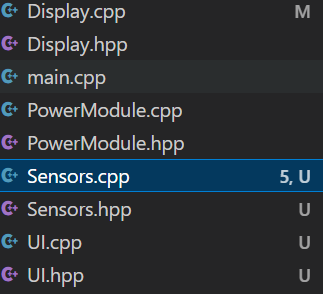 Display.cpp M
Display.hpp
main.cpp
PowerModule.cpp
PowerModule.hpp
Sensors.cpp 5, U
Sensors.hpp U
UI.cpp U
UI.hpp U